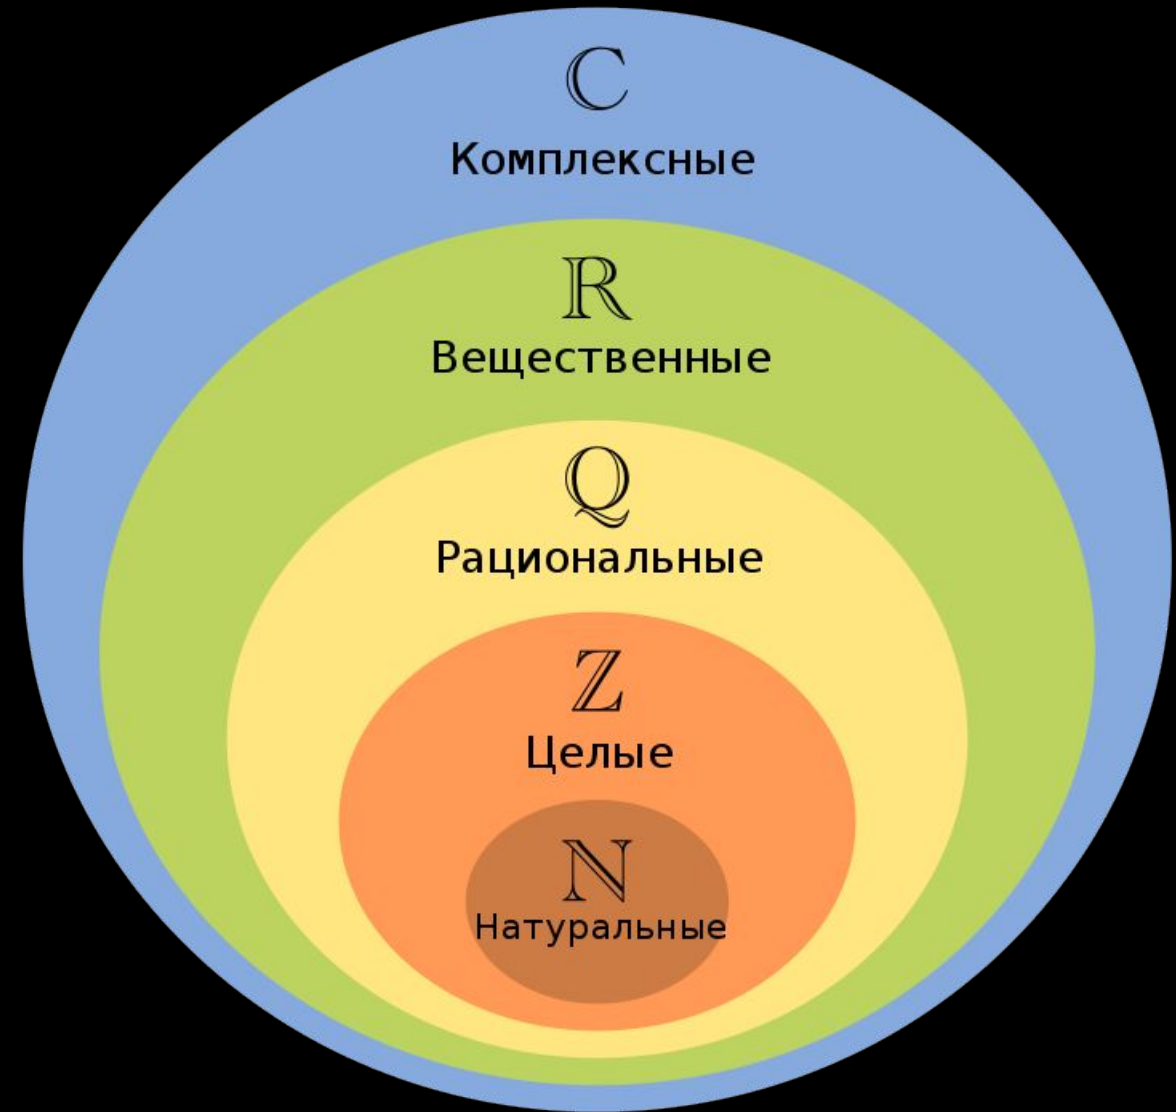 ℂ
Комплексные
ℝ
Вещественные
ℚ
Рациональные
ℤ
Целые
ℕ
Натуральные